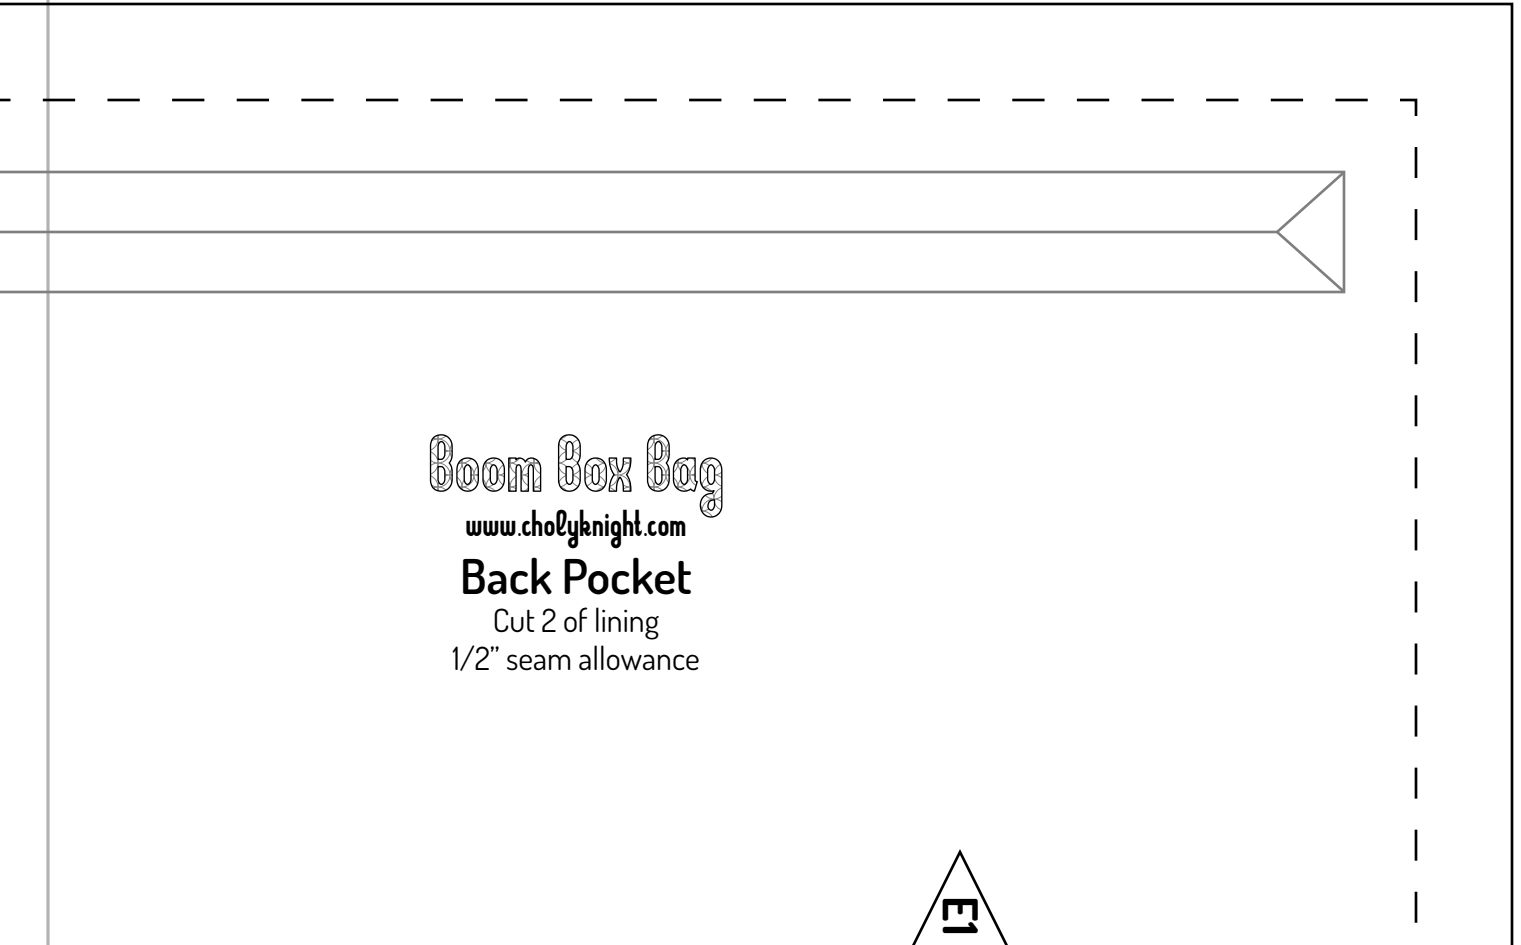 Boom Box Bag
www.cholyknight.com
Back Pocket
Cut 2 of lining
1/2” seam allowance
E1